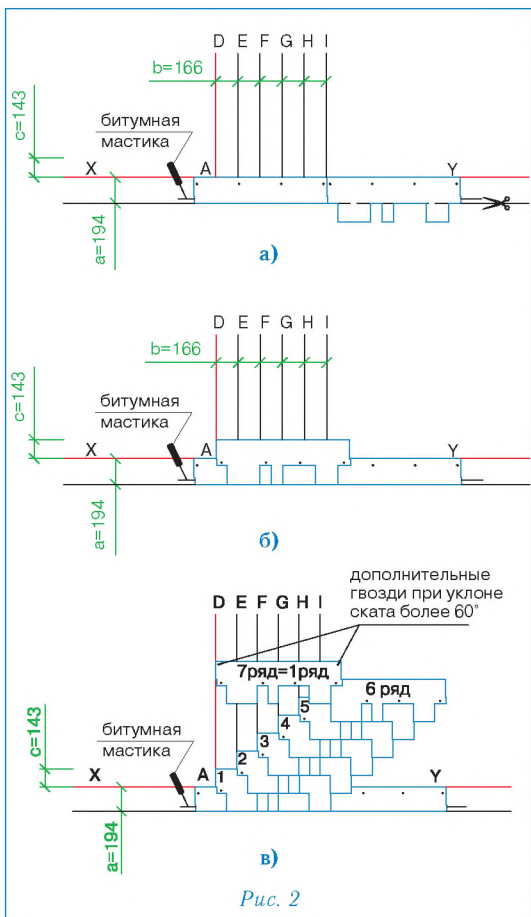 D E F G H I
b=166
c=143
битумная
мастика
X A Y
a=194
а)
D E F G H I
b=166
c=143
битумная
мастика
X A Y
a=194
б)
дополнительные
гвозди при уклоне
ската более 60°
D E F G H I
7ряд=1ряд
6 ряд
5
4
3
2
1
c=143
битумная
мастика
X A Y
a=194
в)
Рис. 2